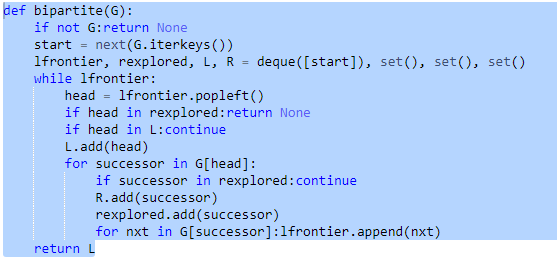 def bipartite(G):
    if not G:return None
    start = next(G.iterkeys())
    lfrontier, rexplored, L, R = deque([start]), set(), set(), set()
    while lfrontier:
        head = lfrontier.popleft()
        if head in rexplored:return None
        if head in L:continue
        L.add(head)
        for successor in G[head]:
            if successor in rexplored:continue
            R.add(successor)
            rexplored.add(successor)
            for nxt in G[successor]:lfrontier.append(nxt)
    return L